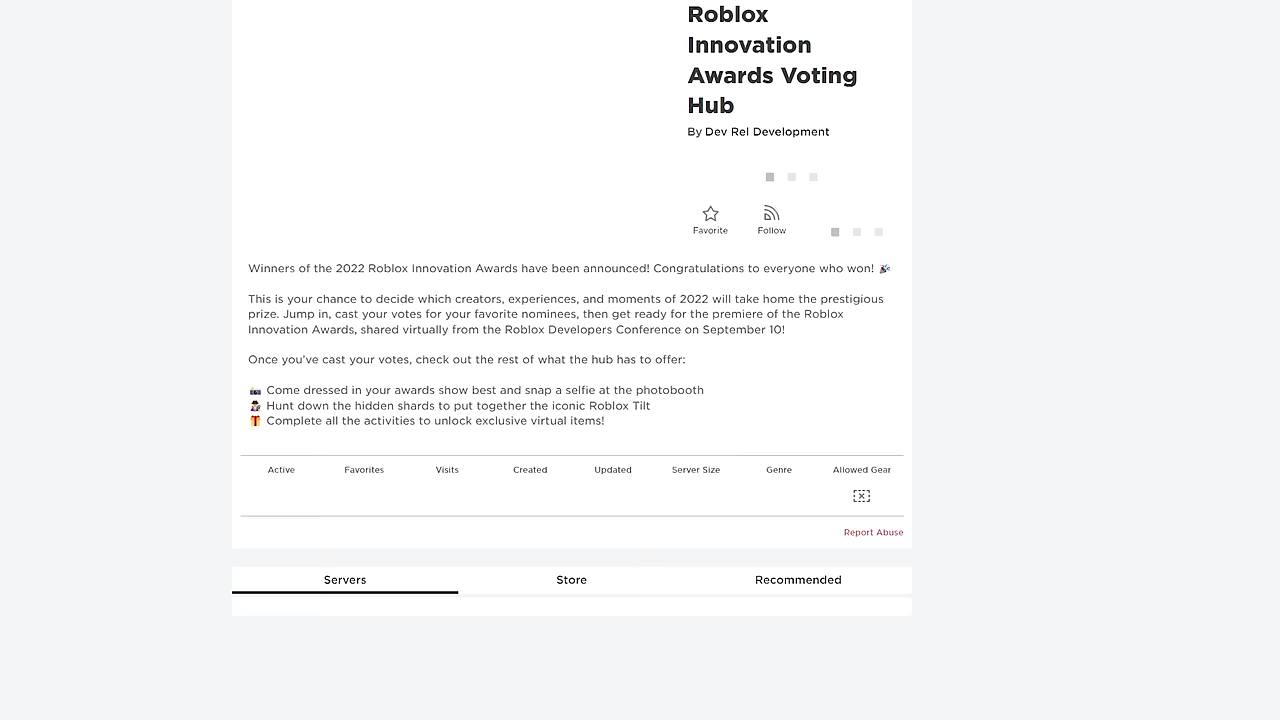 Roblox
Innovation
Awards Voting
Hub
By Dev Rel Development
Favorite
Follow
Winners of the 2022 Roblox Innovation Awards have been announced! Congratulations to everyone who won! 🎉
This is your chance to decide which creators, experiences, and moments of 2022 will take home the prestigious
prize. Jump in, cast your votes for your favorite nominees, then get ready for the premiere of the Roblox
Innovation Awards, shared virtually from the Roblox Developers Conference on September 10!
Once you’ve cast your votes, check out the rest of what the hub has to offer:
📸 Come dressed in your awards show best and snap a selfie at the photobooth
🕵 Hunt down the hidden shards to put together the iconic Roblox Tilt
🎁 Complete all the activities to unlock exclusive virtual items!
Active Favorites Visits Created Updated Server Size Genre Allowed Gear
Report Abuse
Servers Store Recommended